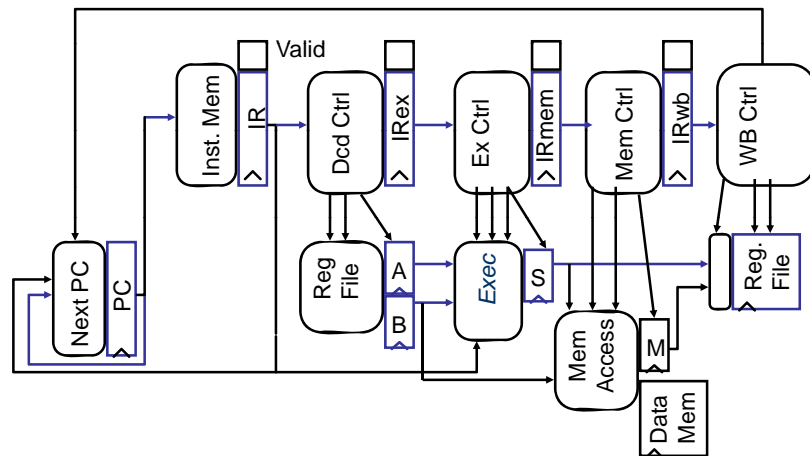 Valid
Inst. Mem
IR
Dcd Ctrl
IRex
Ex Ctrl
IRmem
Mem Ctrl
IRwb
WB Ctrl
Next PC
PC
Reg
File
A
B
Exec
S
Mem
Access
M
Data
Mem
Reg.
File